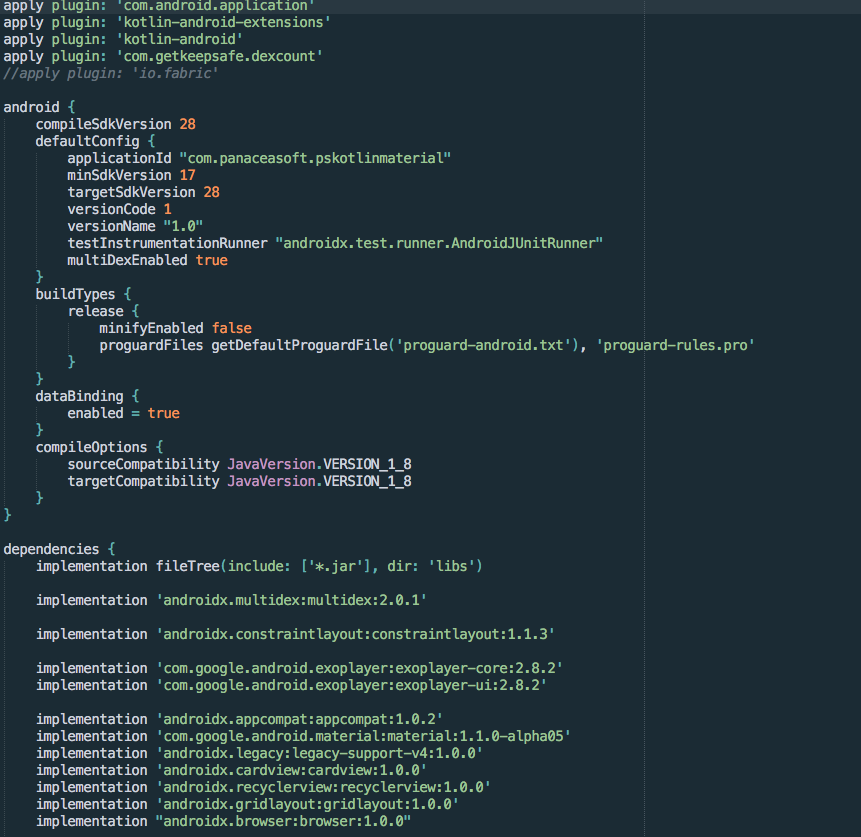 apply plugin: 'com.android.application'
apply plugin: 'kotlin-android-extensions'
apply plugin: 'kotlin-android'
apply plugin: 'com.getkeepsafe.dexcount'
//apply plugin: 'io.fabric'
android {
compileSdkVersion 28
defaultConfig {
applicationId "com.panaceasoft.pskotlinmaterial"
minSdkVersion 17
targetSdkVersion 28
versionCode 1
versionName "1.0"
testInstrumentationRunner "androidx.test.runner.AndroidJUnitRunner"
multiDexEnabled true
}
buildTypes {
release {
minifyEnabled false
proguardFiles getDefaultProguardFile('proguard-android.txt'), 'proguard-rules.pro'
}
}
dataBinding {
enabled = true
}
compileOptions {
sourceCompatibility JavaVersion.VERSION_1_8
targetCompatibility JavaVersion.VERSION_1_8
}
}
dependencies {
implementation fileTree(include: ['*.jar'], dir: 'libs')
implementation 'androidx.multidex:multidex:2.0.1'
implementation 'androidx.constraintlayout:constraintlayout:1.1.3'
implementation 'com.google.android.exoplayer:exoplayer-core:2.8.2'
implementation 'com.google.android.exoplayer:exoplayer-ui:2.8.2'
implementation 'androidx.appcompat:appcompat:1.0.2'
implementation 'com.google.android.material:material:1.1.0-alpha05'
implementation 'androidx.legacy:legacy-support-v4:1.0.0'
implementation 'androidx.cardview:cardview:1.0.0'
implementation 'androidx.recyclerview:recyclerview:1.0.0'
implementation 'androidx.gridlayout:gridlayout:1.0.0'
implementation "androidx.browser:browser:1.0.0"